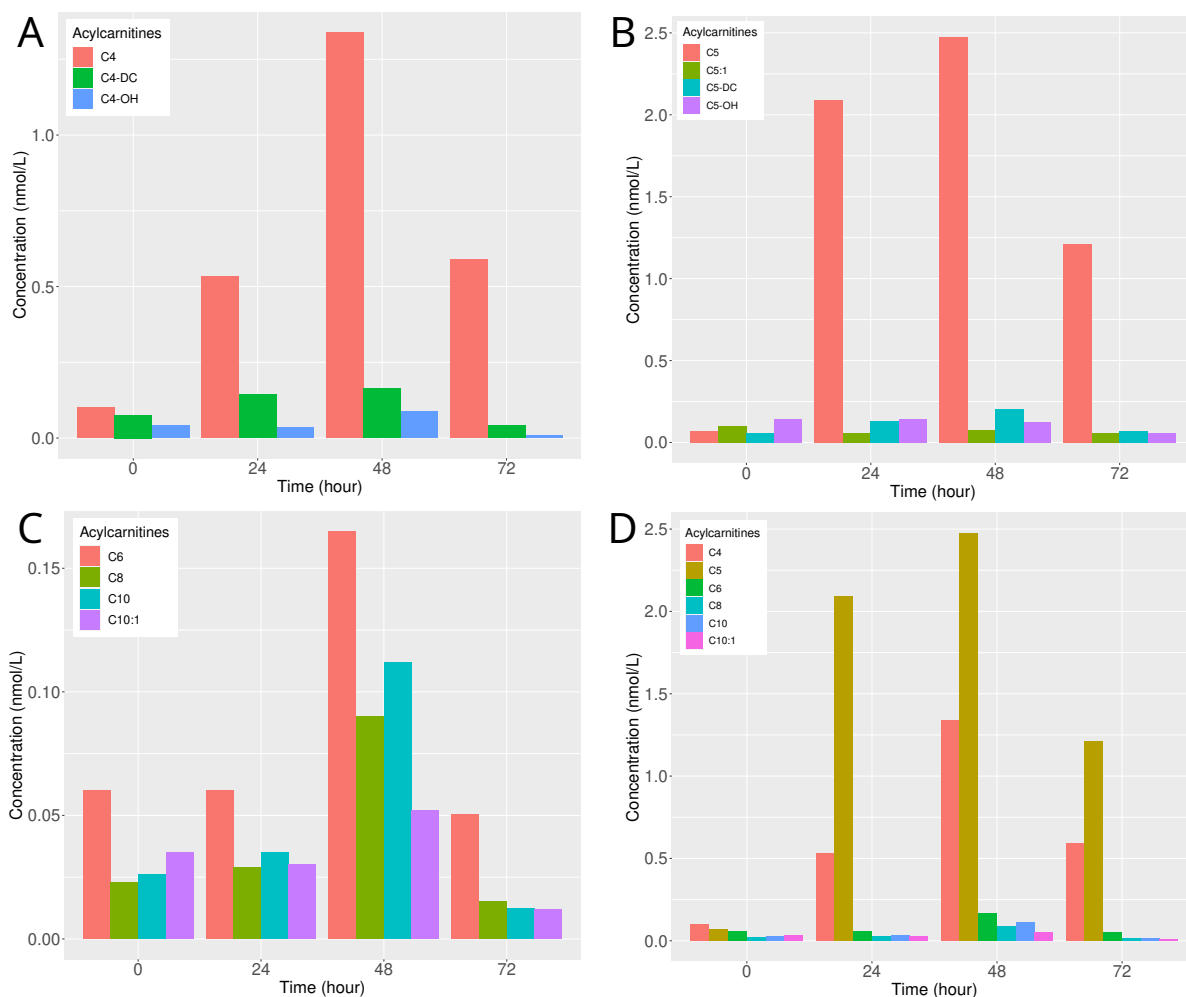 A
Acylcarnitines
C4
C4-DC
C4-OH
Concentration (nmol/L)
1.0
0.5
0.0
0 24 48 72
Time (hour)
B
Acylcarnitines
C5
C5:1
C5-DC
C5-OH
Concentration (nmol/L)
2.5
2.0
1.5
1.0
0.5
0.0
0 24 48 72
Time (hour)
C
Acylcarnitines
C6
C8
C10
C10:1
Concentration (nmol/L)
0.15
0.10
0.05
0.00
0 24 48 72
Time (hour)
D
Acylcarnitines
C4
C5
C6
C8
C10
C10:1
Concentration (nmol/L)
2.5
2.0
1.5
1.0
0.5
0.0
0 24 48 72
Time (hour)